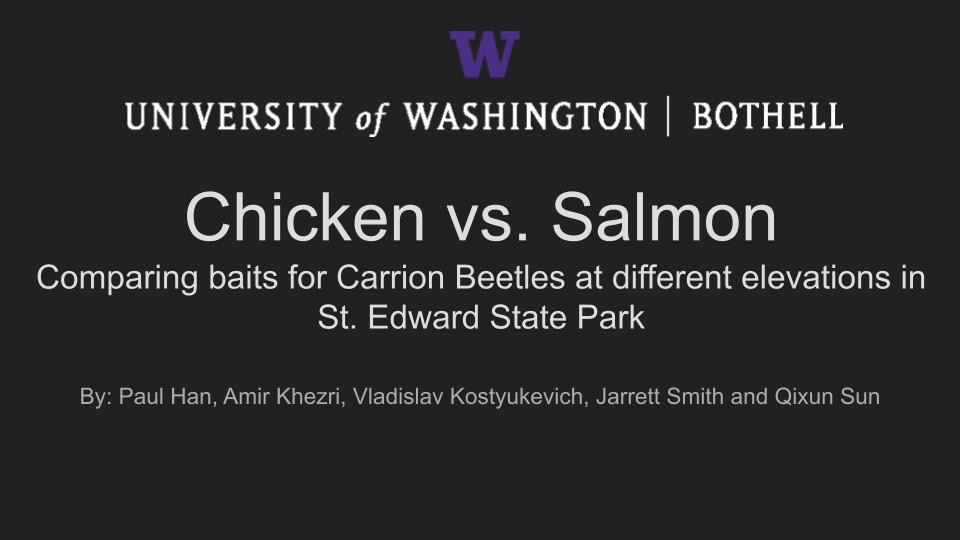 W
UNIVERSITY of WASHINGTON | BOTHELL
Chicken vs. Salmon
Comparing baits for Carrion Beetles at different elevations in
St. Edward State Park
By: Paul Han, Amir Khezri, Vladislav Kostyukevich, Jarrett Smith and Qixun Sun